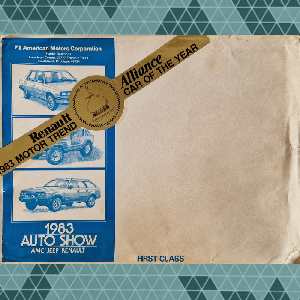 American Motors Corporation
Renault
Alliance
1983 MOTOR TREND
CAR OF THE YEAR
1983
AUTO SHOW
AMC JEEP RENAULT
FIRST CLASS